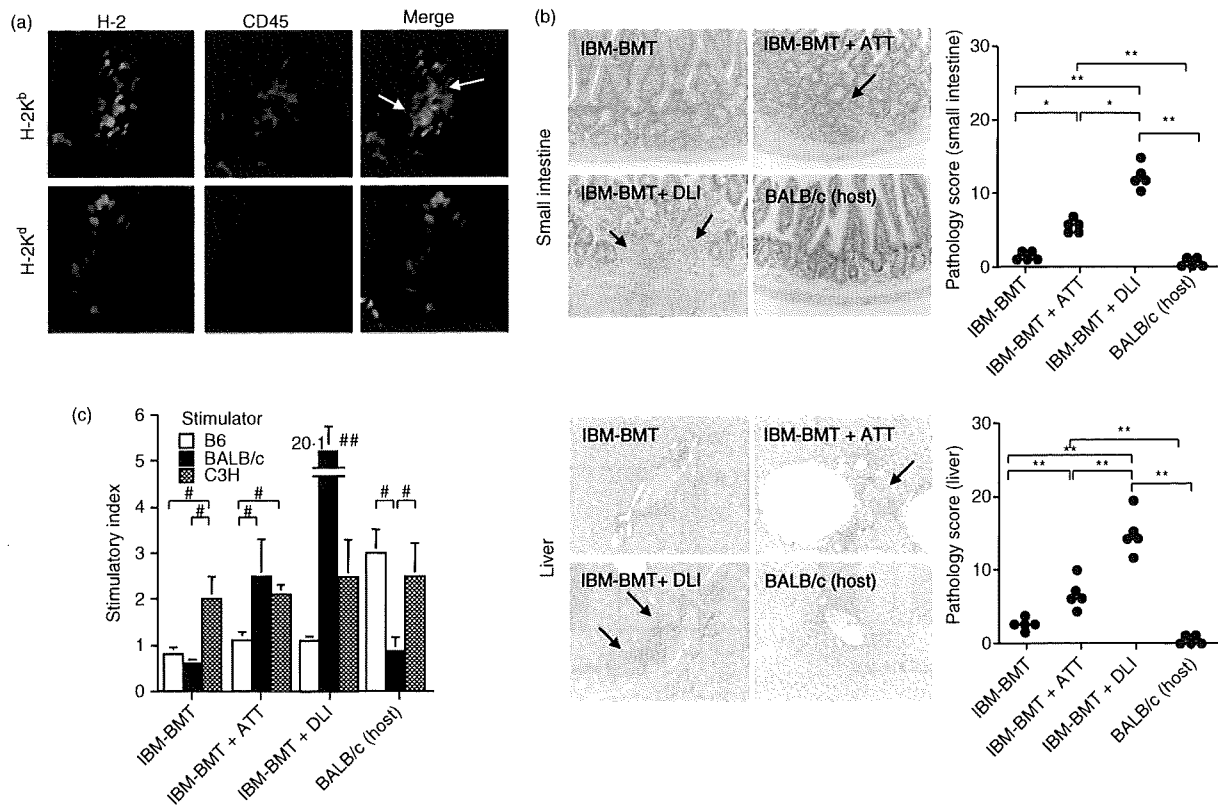 (a)
H-2
CD45
Merge
H-2Kᵇ
H-2Kᵈ
(b)
Small intestine
IBM-BMT
IBM-BMT + ATT
IBM-BMT + DLI
BALB/c (host)
Pathology score (small intestine)
30
20
10
0
**
**
*
*
**
IBM-BMT
IBM-BMT + ATT
IBM-BMT + DLI
BALB/c (host)
(c)
Stimulatory index
6
5
4
3
2
1
0
Stimulator
B6
BALB/c
C3H
20·1
##
#
#
#
#
#
#
IBM-BMT
IBM-BMT + ATT
IBM-BMT + DLI
BALB/c (host)
Liver
IBM-BMT
IBM-BMT + ATT
IBM-BMT + DLI
BALB/c (host)
Pathology score (liver)
30
20
10
0
**
**
**
**
**
IBM-BMT
IBM-BMT + ATT
IBM-BMT + DLI
BALB/c (host)